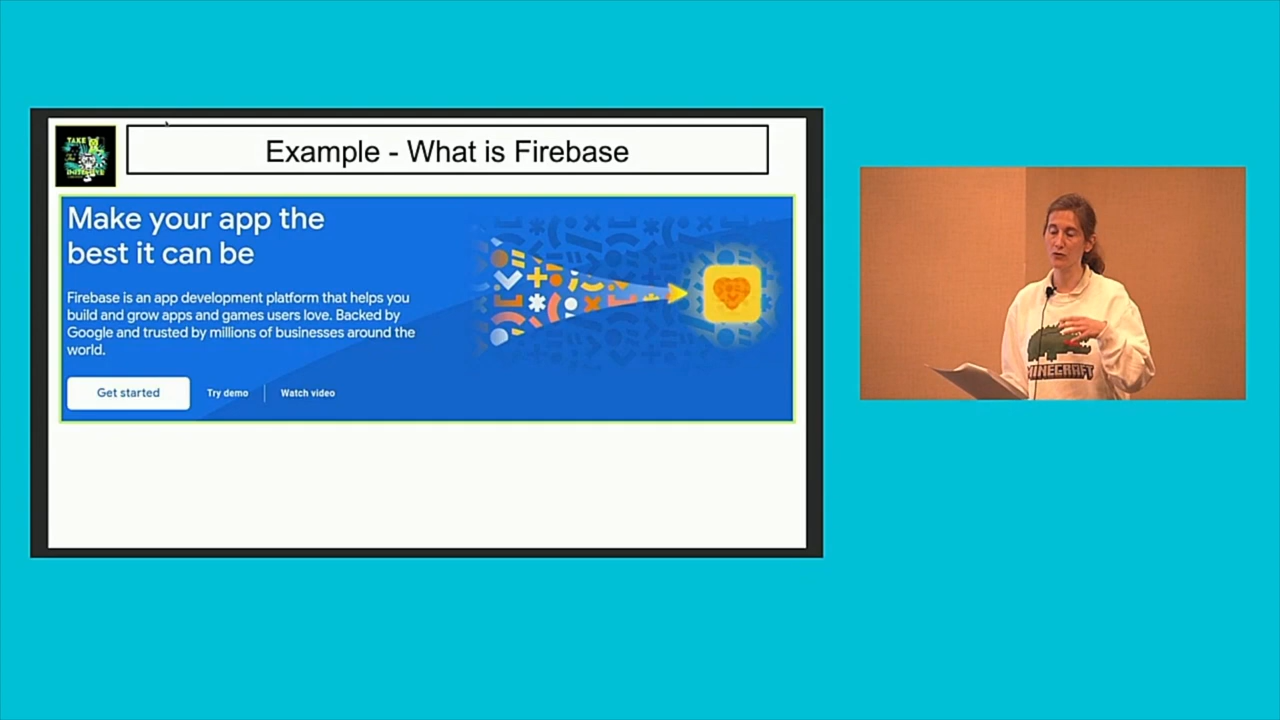 TAKE
INITIATIVE
Example - What is Firebase
Make your app the
best it can be
Firebase is an app development platform that helps you
build and grow apps and games users love. Backed by
Google and trusted by millions of businesses around the
world.
Get started
Try demo
Watch video
MINECRAFT